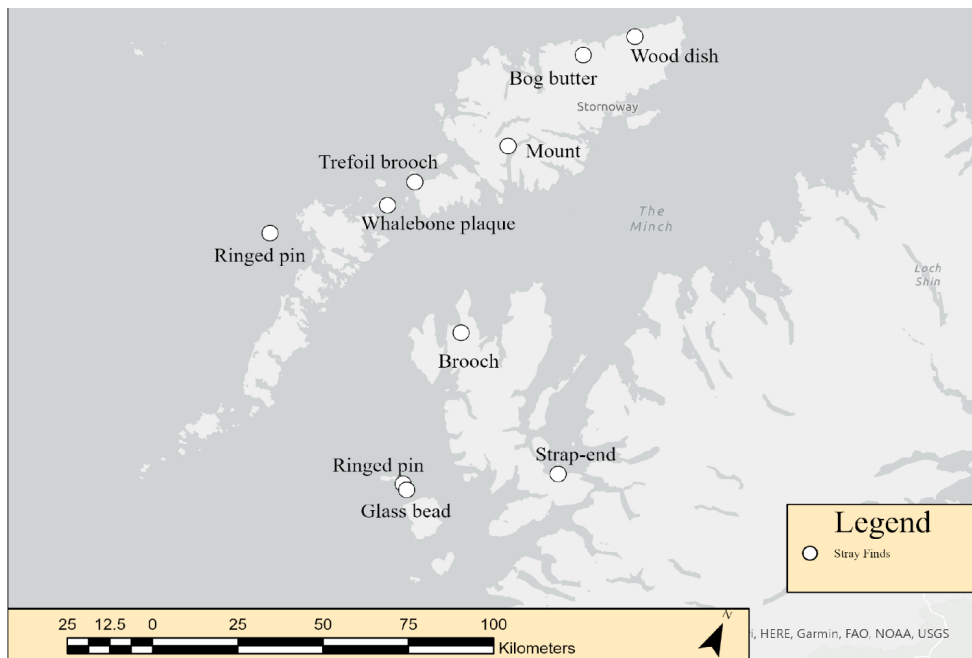 Wood dish
Bog butter
Stornoway
Mount
Trefoil brooch
Whalebone plaque
The
Minch
Ringed pin
Loch
Shin
Brooch
Strap-end
Ringed pin
Glass bead
Legend
Stray Finds
N
25 12.5 0 25 50 75 100
Kilometers
HERE, Garmin, FAO, NOAA, USGS